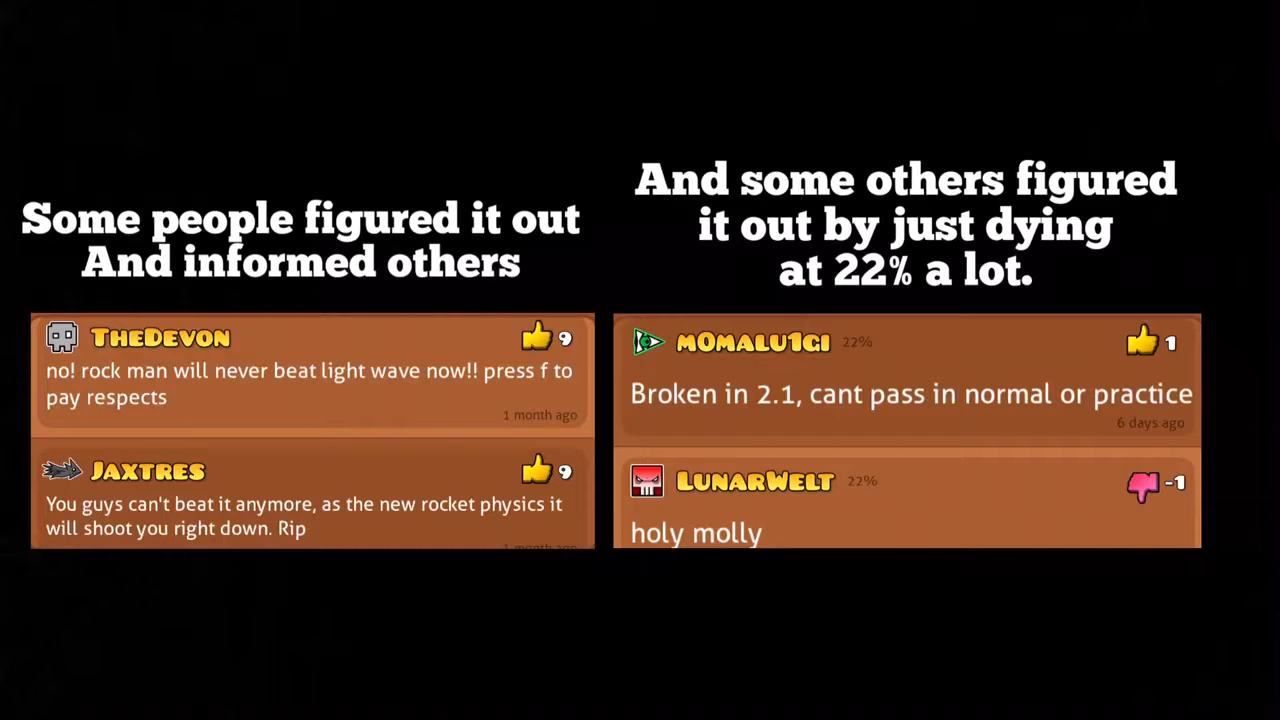 Some people figured it out
And informed others
TheDevon
9
no! rock man will never beat light wave now!! press f to
pay respects
1 month ago
Jaxtres
9
You guys can't beat it anymore, as the new rocket physics it
will shoot you right down. Rip
1 month ago
And some others figured
it out by just dying
at 22% a lot.
m0malu1gi 22%
1
Broken in 2.1, cant pass in normal or practice
6 days ago
LunarWelt 22%
-1
holy molly